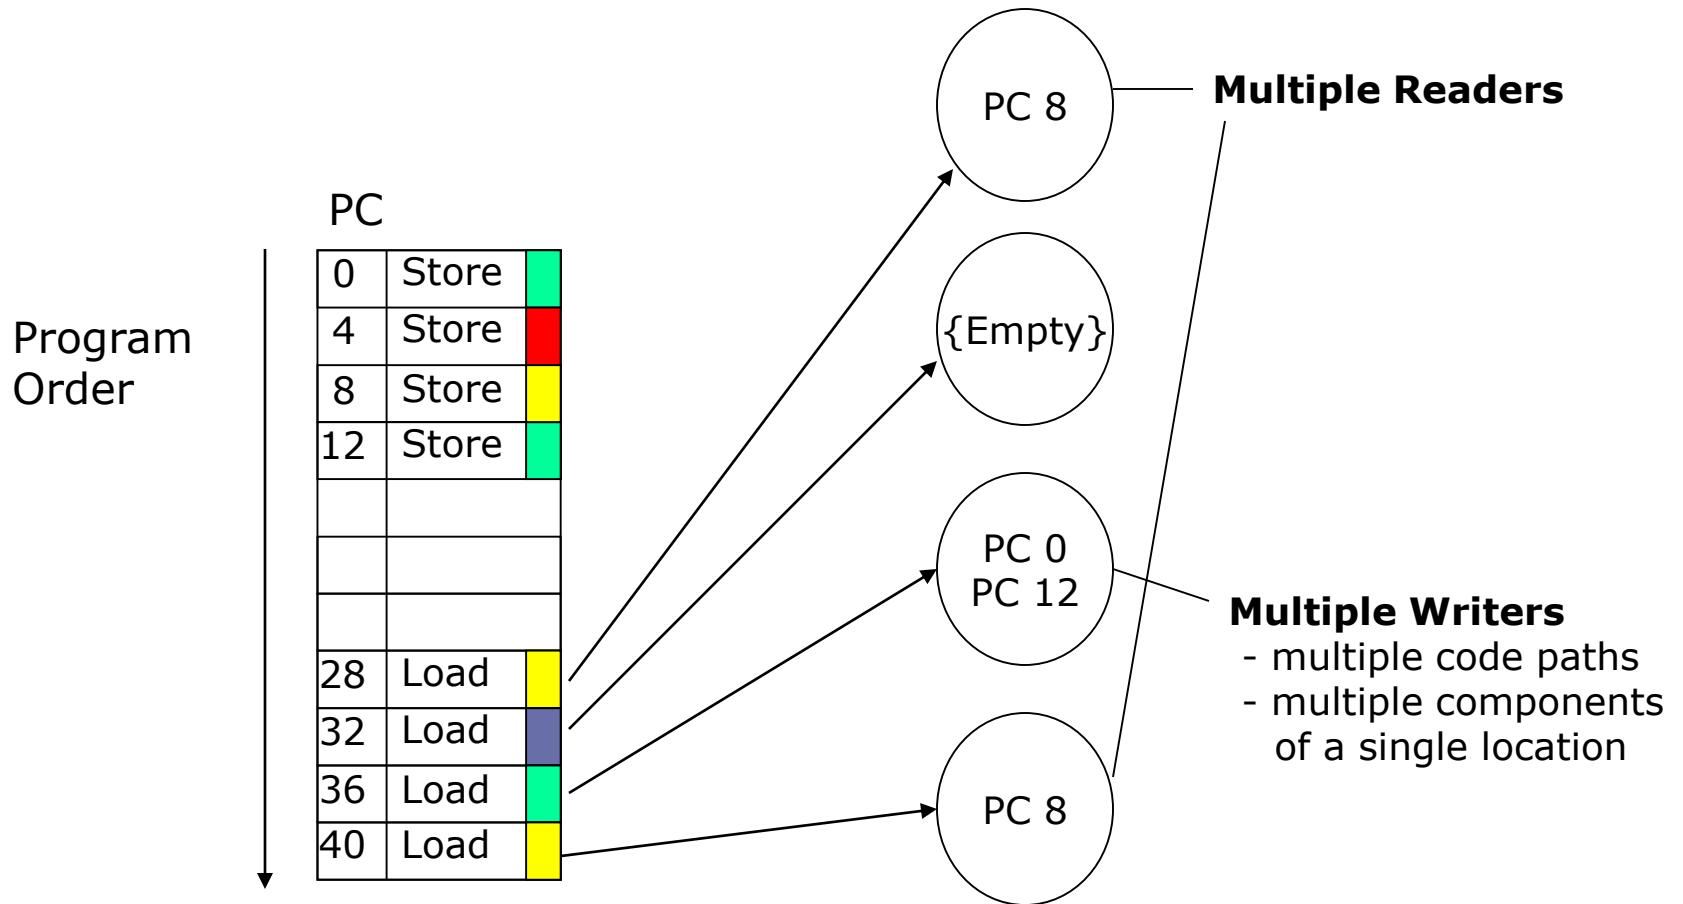 Program
Order
PC
0 Store
4 Store
8 Store
12 Store
28 Load
32 Load
36 Load
40 Load
PC 8
{Empty}
PC 0
PC 12
PC 8
Multiple Readers
Multiple Writers
- multiple code paths
- multiple components
of a single location